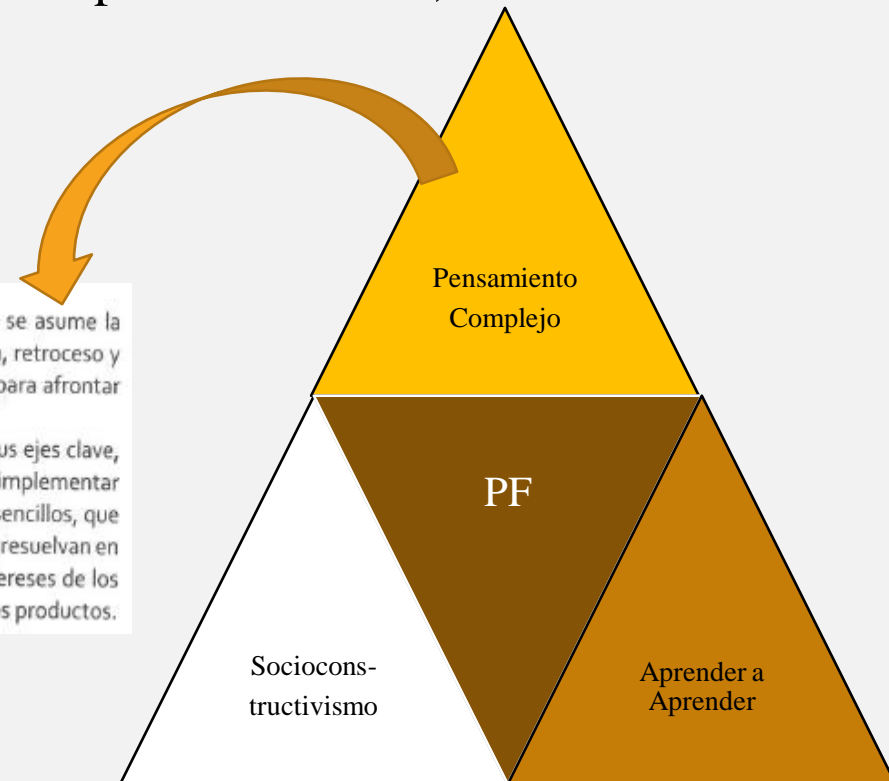 se asume la
, retroceso y
para afrontar
us ejes clave,
implementar
sencillos, que
resuelvan en
ereses de los
s productos.
Pensamiento
Complejo
PF
Sociocons-
tructivismo
Aprender a
Aprender